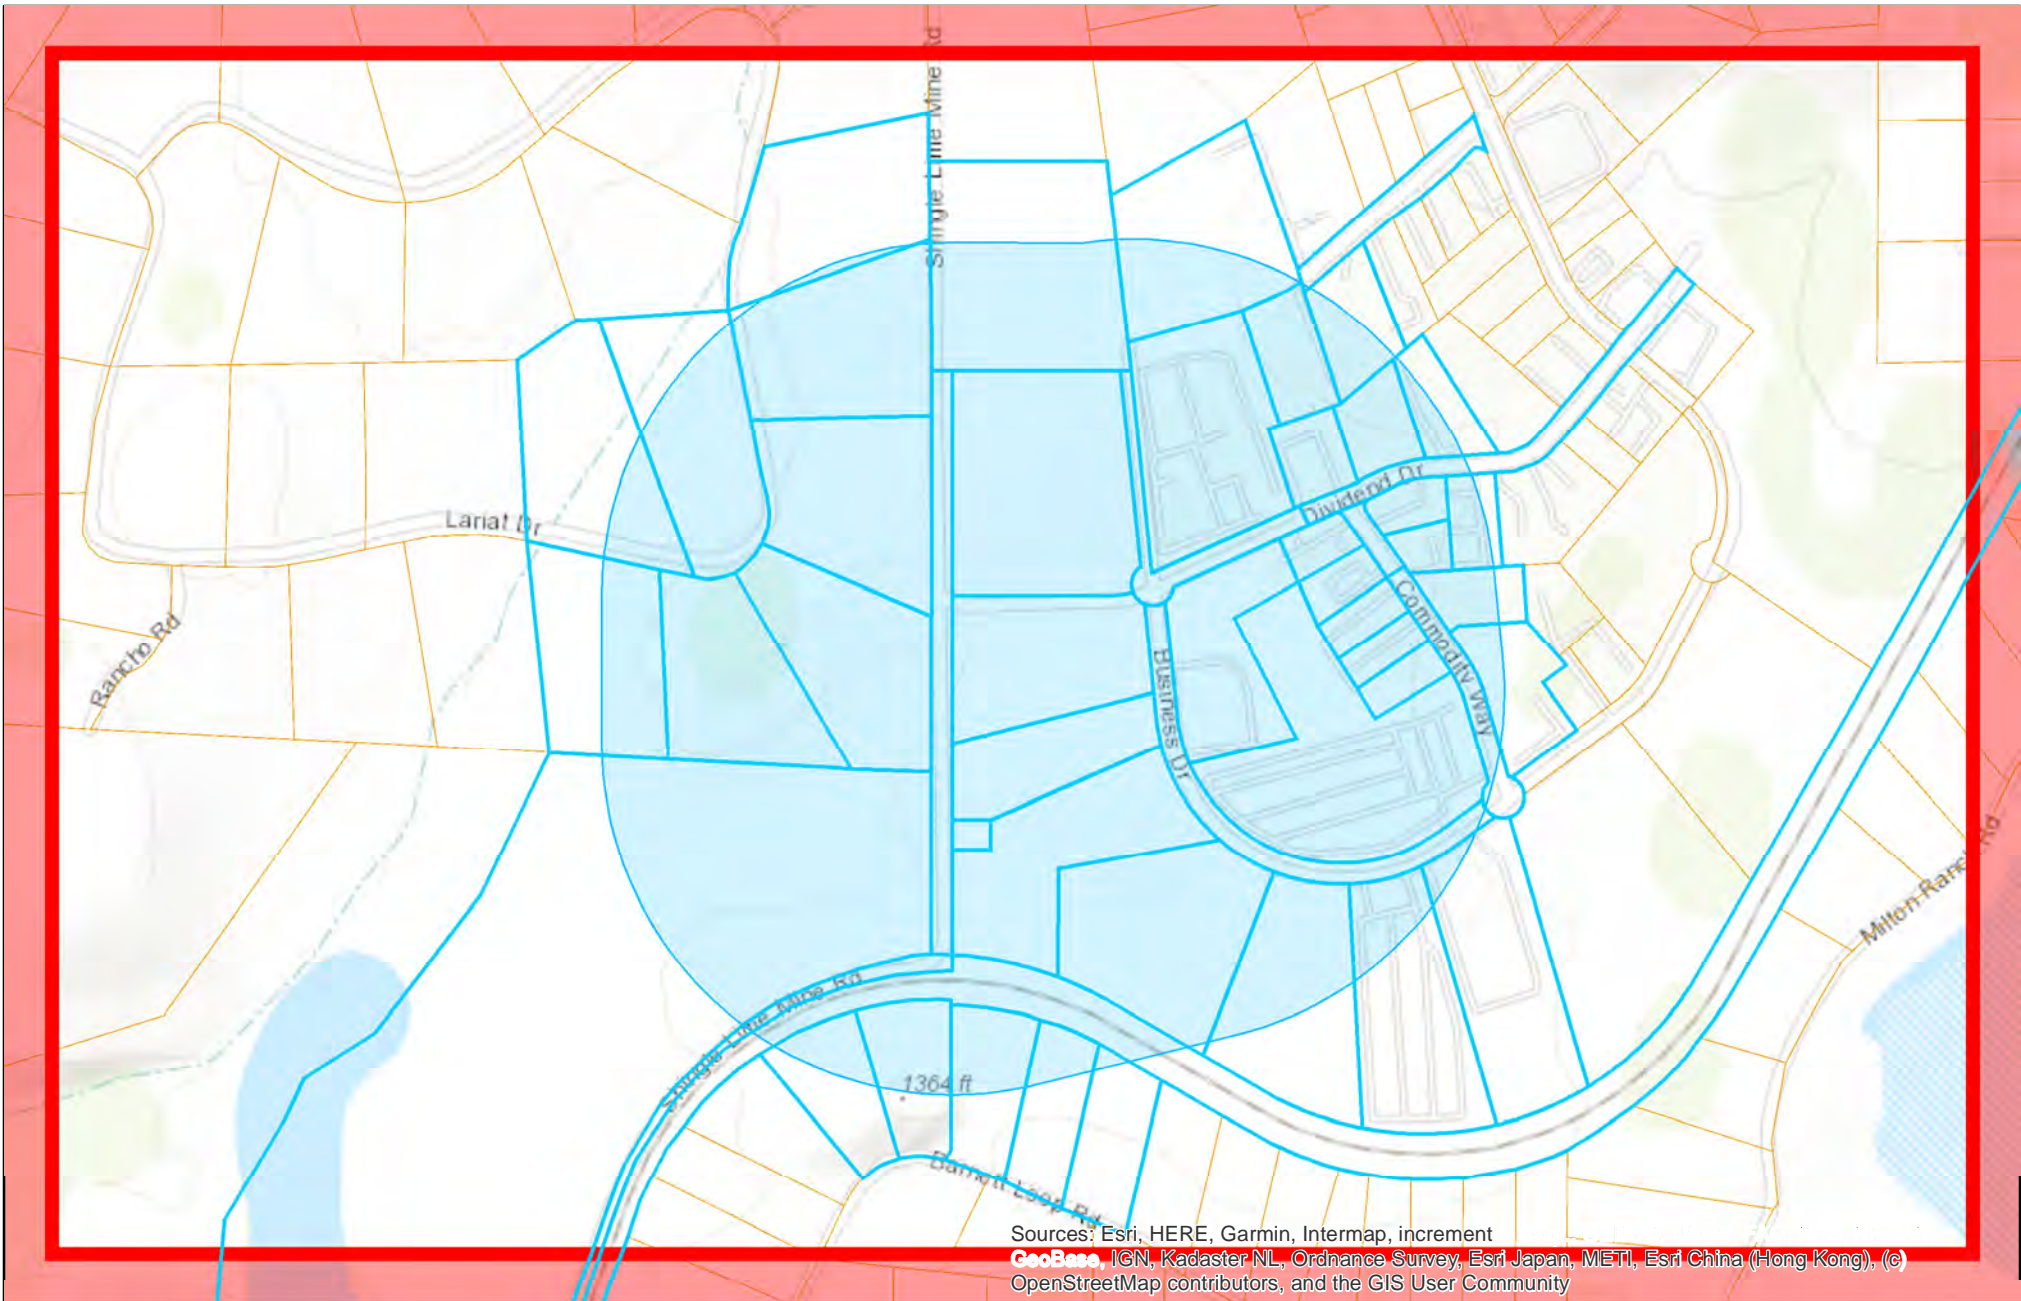 Shingle Lime Mine Rd
Lariat Dr
Dividend Dr
Rancho Rd
Commodity Way
Business Dr
Milton Ranch Rd
Shingle Lime Mine Rd
1364 ft
Barnett Loop Rd
Sources: Esri, HERE, Garmin, Intermap, increment
GeoBase, IGN, Kadaster NL, Ordnance Survey, Esri Japan, METI, Esri China (Hong Kong), (c)
OpenStreetMap contributors, and the GIS User Community